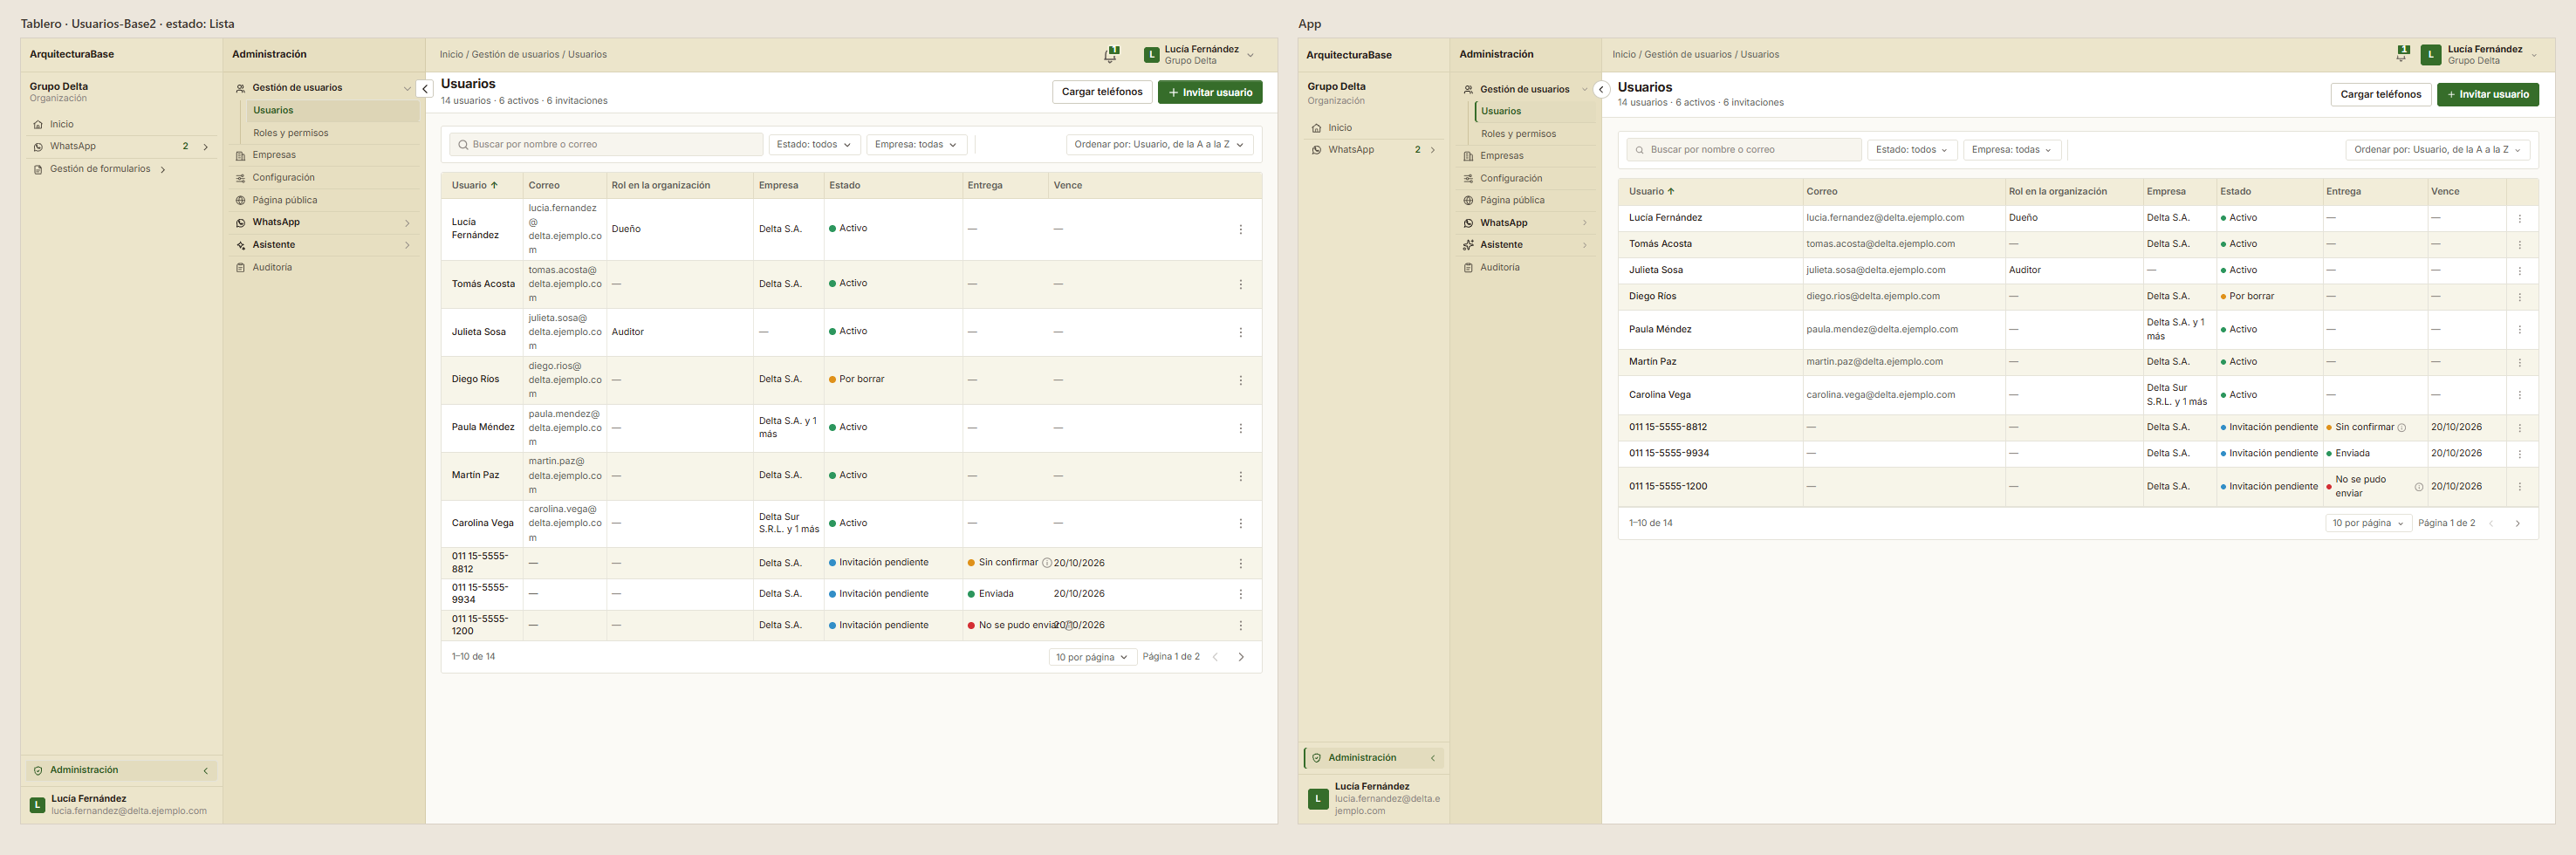 Tablero · Usuarios-Base2 · estado: Lista
ArquitecturaBase
Grupo Delta
Organización
Inicio
WhatsApp 2
Gestión de formularios
Administración
Lucía Fernández
lucia.fernandez@delta.ejemplo.com
Administración
Gestión de usuarios
Usuarios
Roles y permisos
Empresas
Configuración
Página pública
WhatsApp
Asistente
Auditoría
Inicio / Gestión de usuarios / Usuarios
1
L
Lucía Fernández
Grupo Delta
Usuarios
14 usuarios · 6 activos · 6 invitaciones
Cargar teléfonos
+ Invitar usuario
Buscar por nombre o correo
Estado: todos
Empresa: todas
Ordenar por: Usuario, de la A a la Z
Usuario ↑ Correo Rol en la organización Empresa Estado Entrega Vence
Lucía
Fernández
lucia.fernandez
@
delta.ejemplo.co
m
Dueño
Delta S.A.
Activo
—
—
Tomás Acosta
tomas.acosta@
delta.ejemplo.co
m
—
Delta S.A.
Activo
—
—
Julieta Sosa
julieta.sosa@
delta.ejemplo.co
m
Auditor
—
Activo
—
—
Diego Ríos
diego.rios@
delta.ejemplo.co
m
—
Delta S.A.
Por borrar
—
—
Paula Méndez
paula.mendez@
delta.ejemplo.co
m
—
Delta S.A. y 1
más
Activo
—
—
Martín Paz
martin.paz@
delta.ejemplo.co
m
—
Delta S.A.
Activo
—
—
Carolina Vega
carolina.vega@
delta.ejemplo.co
m
—
Delta Sur
S.R.L. y 1 más
Activo
—
—
011 15-5555-
8812
—
—
Delta S.A.
Invitación pendiente
Sin confirmar
20/10/2026
011 15-5555-
9934
—
—
Delta S.A.
Invitación pendiente
Enviada
20/10/2026
011 15-5555-
1200
—
—
Delta S.A.
Invitación pendiente
No se pudo enviar
20/10/2026
1–10 de 14
10 por página
Página 1 de 2
L
App
ArquitecturaBase
Grupo Delta
Organización
Inicio
WhatsApp 2
Administración
L
Lucía Fernández
lucia.fernandez@delta.e
jemplo.com
Administración
Gestión de usuarios
Usuarios
Roles y permisos
Empresas
Configuración
Página pública
WhatsApp
Asistente
Auditoría
Inicio / Gestión de usuarios / Usuarios
1
L
Lucía Fernández
Grupo Delta
Usuarios
14 usuarios · 6 activos · 6 invitaciones
Cargar teléfonos
+ Invitar usuario
Buscar por nombre o correo
Estado: todos
Empresa: todas
Ordenar por: Usuario, de la A a la Z
Usuario ↑ Correo Rol en la organización Empresa Estado Entrega Vence
Lucía Fernández lucia.fernandez@delta.ejemplo.com Dueño Delta S.A. Activo — —
Tomás Acosta tomas.acosta@delta.ejemplo.com — Delta S.A. Activo — —
Julieta Sosa julieta.sosa@delta.ejemplo.com Auditor — Activo — —
Diego Ríos diego.rios@delta.ejemplo.com — Delta S.A. Por borrar — —
Paula Méndez paula.mendez@delta.ejemplo.com —
Delta S.A. y 1
más
Activo — —
Martín Paz martin.paz@delta.ejemplo.com — Delta S.A. Activo — —
Carolina Vega carolina.vega@delta.ejemplo.com —
Delta Sur
S.R.L. y 1 más
Activo — —
011 15-5555-8812 — — Delta S.A. Invitación pendiente Sin confirmar 20/10/2026
011 15-5555-9934 — — Delta S.A. Invitación pendiente Enviada 20/10/2026
011 15-5555-1200 — — Delta S.A. Invitación pendiente
No se pudo
enviar
20/10/2026
1–10 de 14
10 por página
Página 1 de 2